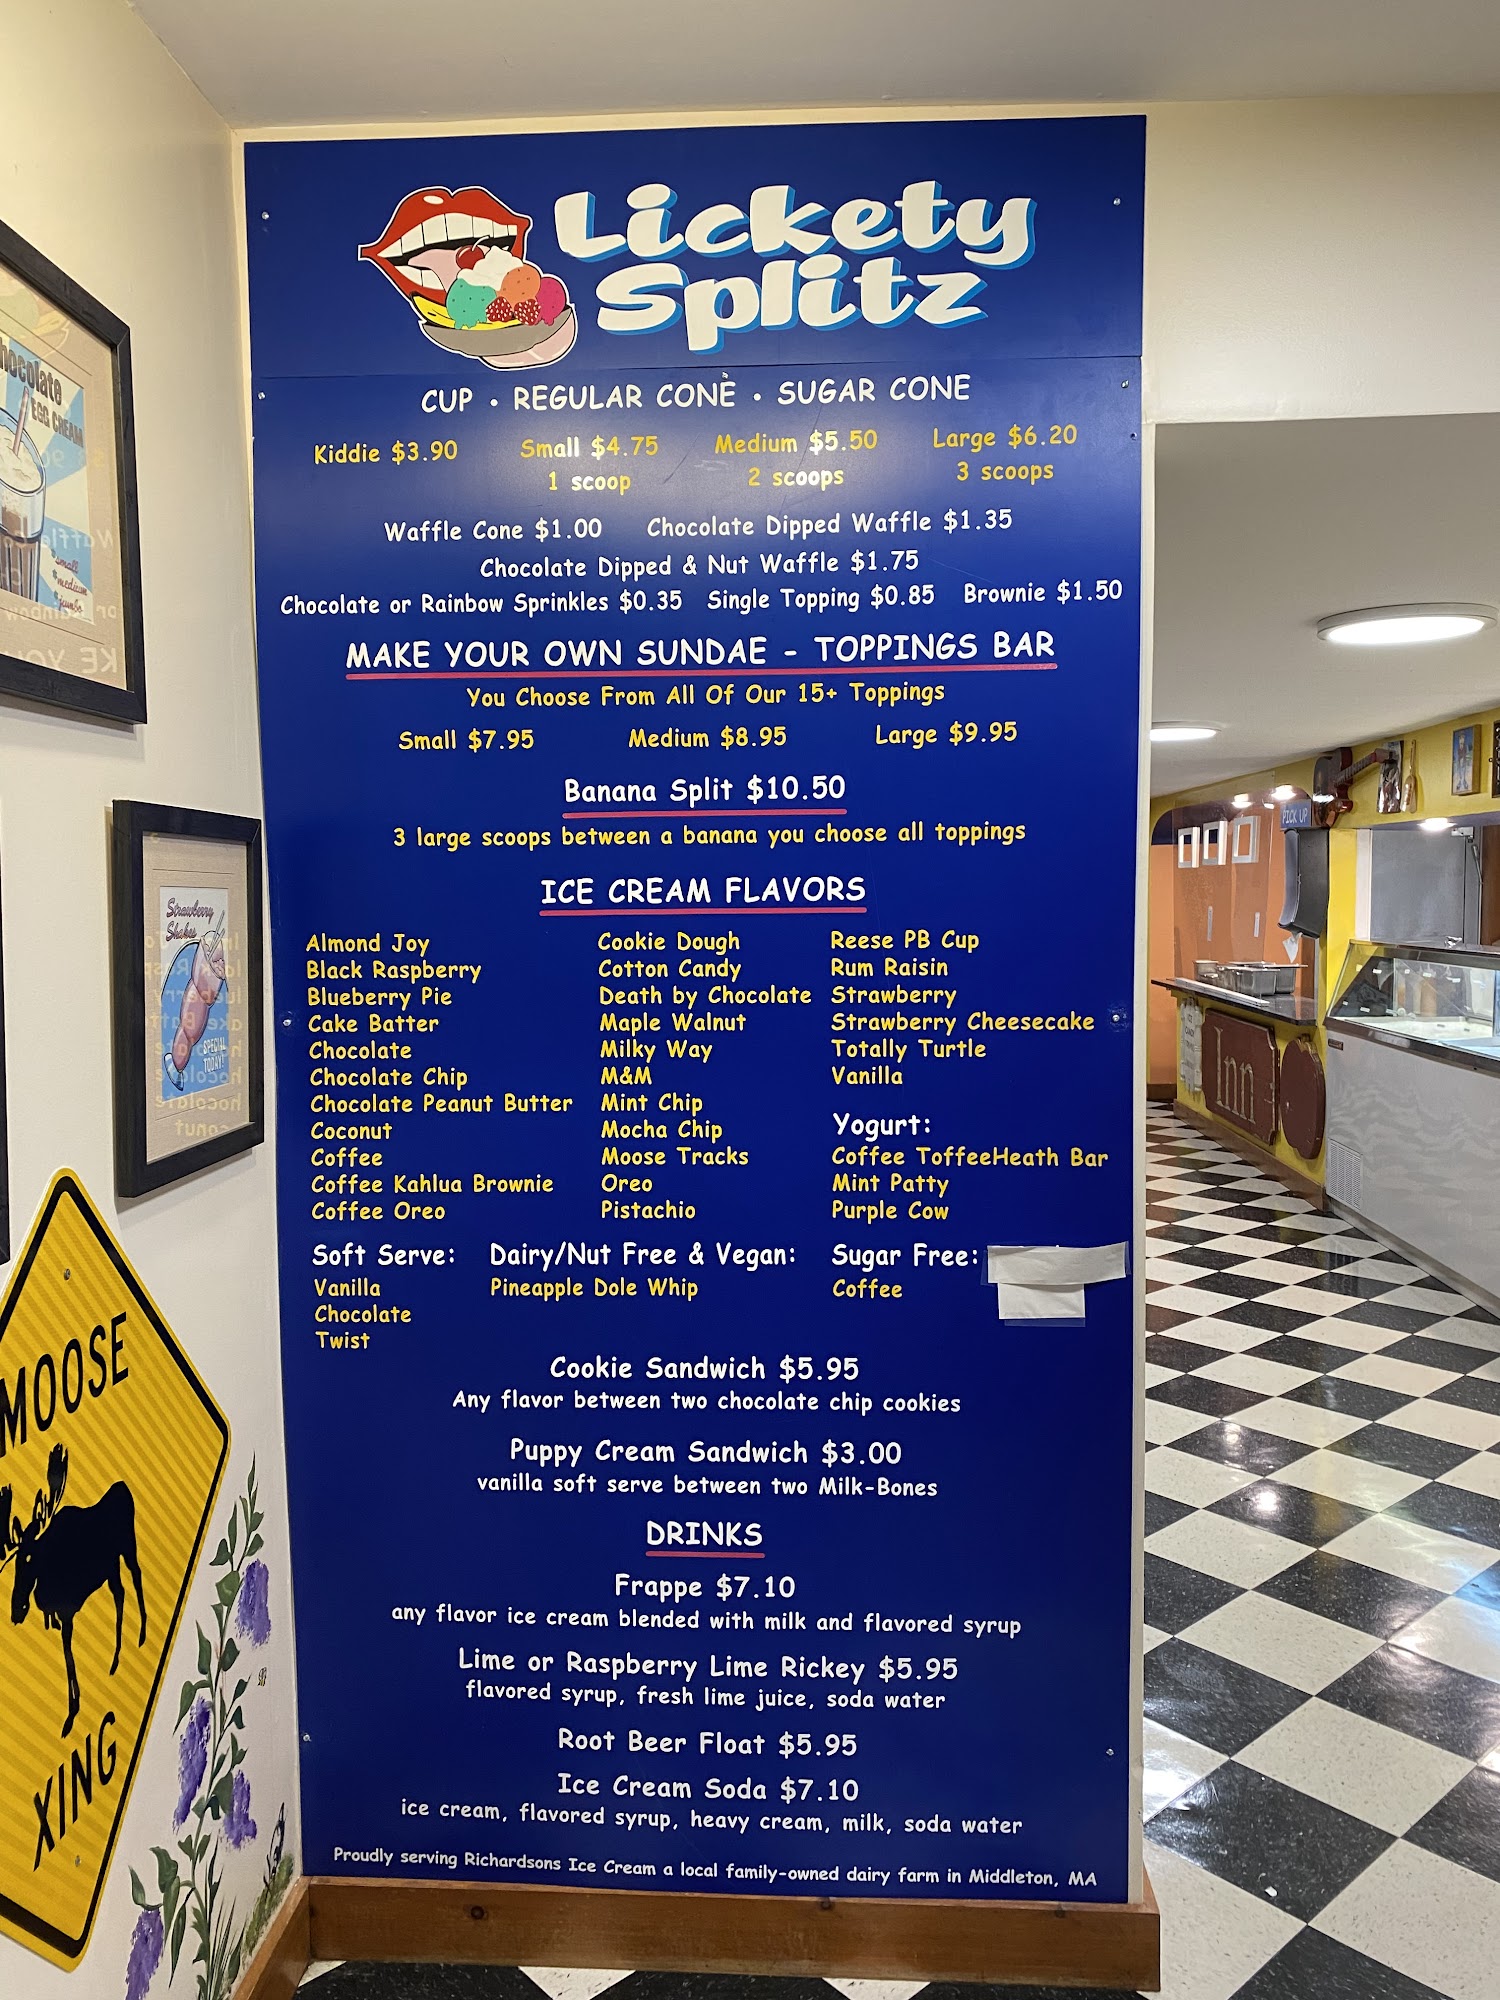 Lickety
Splitz
CUP • REGULAR CONE • SUGAR CONE
Kiddie $3.90 Small $4.75 Medium $5.50 Large $6.20
1 scoop 2 scoops 3 scoops
Waffle Cone $1.00 Chocolate Dipped Waffle $1.35
Chocolate Dipped & Nut Waffle $1.75
Chocolate or Rainbow Sprinkles $0.35 Single Topping $0.85 Brownie $1.50
MAKE YOUR OWN SUNDAE - TOPPINGS BAR
You Choose From All Of Our 15+ Toppings
Small $7.95 Medium $8.95 Large $9.95
Banana Split $10.50
3 large scoops between a banana you choose all toppings
ICE CREAM FLAVORS
Almond Joy
Black Raspberry
Blueberry Pie
Cake Batter
Chocolate
Chocolate Chip
Chocolate Peanut Butter
Coconut
Coffee
Coffee Kahlua Brownie
Coffee Oreo
Cookie Dough
Cotton Candy
Death by Chocolate
Maple Walnut
Milky Way
M&M
Mint Chip
Mocha Chip
Moose Tracks
Oreo
Pistachio
Reese PB Cup
Rum Raisin
Strawberry
Strawberry Cheesecake
Totally Turtle
Vanilla
Yogurt:
Coffee ToffeeHeath Bar
Mint Patty
Purple Cow
Soft Serve:
Vanilla
Chocolate
Twist
Dairy/Nut Free & Vegan:
Pineapple Dole Whip
Sugar Free:
Coffee
Cookie Sandwich $5.95
Any flavor between two chocolate chip cookies
Puppy Cream Sandwich $3.00
vanilla soft serve between two Milk-Bones
DRINKS
Frappe $7.10
any flavor ice cream blended with milk and flavored syrup
Lime or Raspberry Lime Rickey $5.95
flavored syrup, fresh lime juice, soda water
Root Beer Float $5.95
Ice Cream Soda $7.10
ice cream, flavored syrup, heavy cream, milk, soda water
Proudly serving Richardsons Ice Cream a local family-owned dairy farm in Middleton, MA
hocolate
EGG CREAM
small
medium
jumbo
Strawberry
Shakes
SPECIAL
TODAY!
MOOSE
XING
PICK UP
Inn